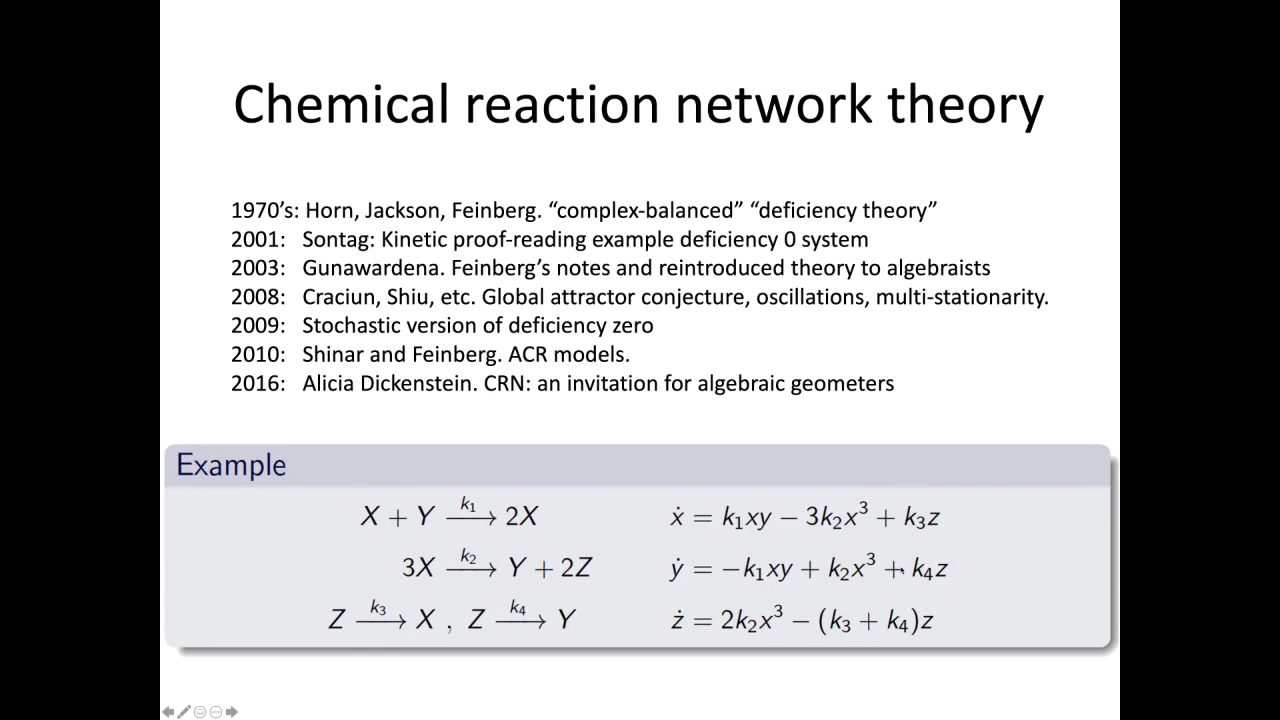 Chemical reaction network theory
1970’s: Horn, Jackson, Feinberg. “complex-balanced” “deficiency theory”
2001: Sontag: Kinetic proof-reading example deficiency 0 system
2003: Gunawardena. Feinberg’s notes and reintroduced theory to algebraists
2008: Craciun, Shiu, etc. Global attractor conjecture, oscillations, multi-stationarity.
2009: Stochastic version of deficiency zero
2010: Shinar and Feinberg. ACR models.
2016: Alicia Dickenstein. CRN: an invitation for algebraic geometers
Example
X + Y —k₁→ 2X ẋ = k₁xy − 3k₂x³ + k₃z
3X —k₂→ Y + 2Z ẏ = −k₁xy + k₂x³ + k₄z
Z —k₃→ X , Z —k₄→ Y ż = 2k₂x³ − (k₃ + k₄)z